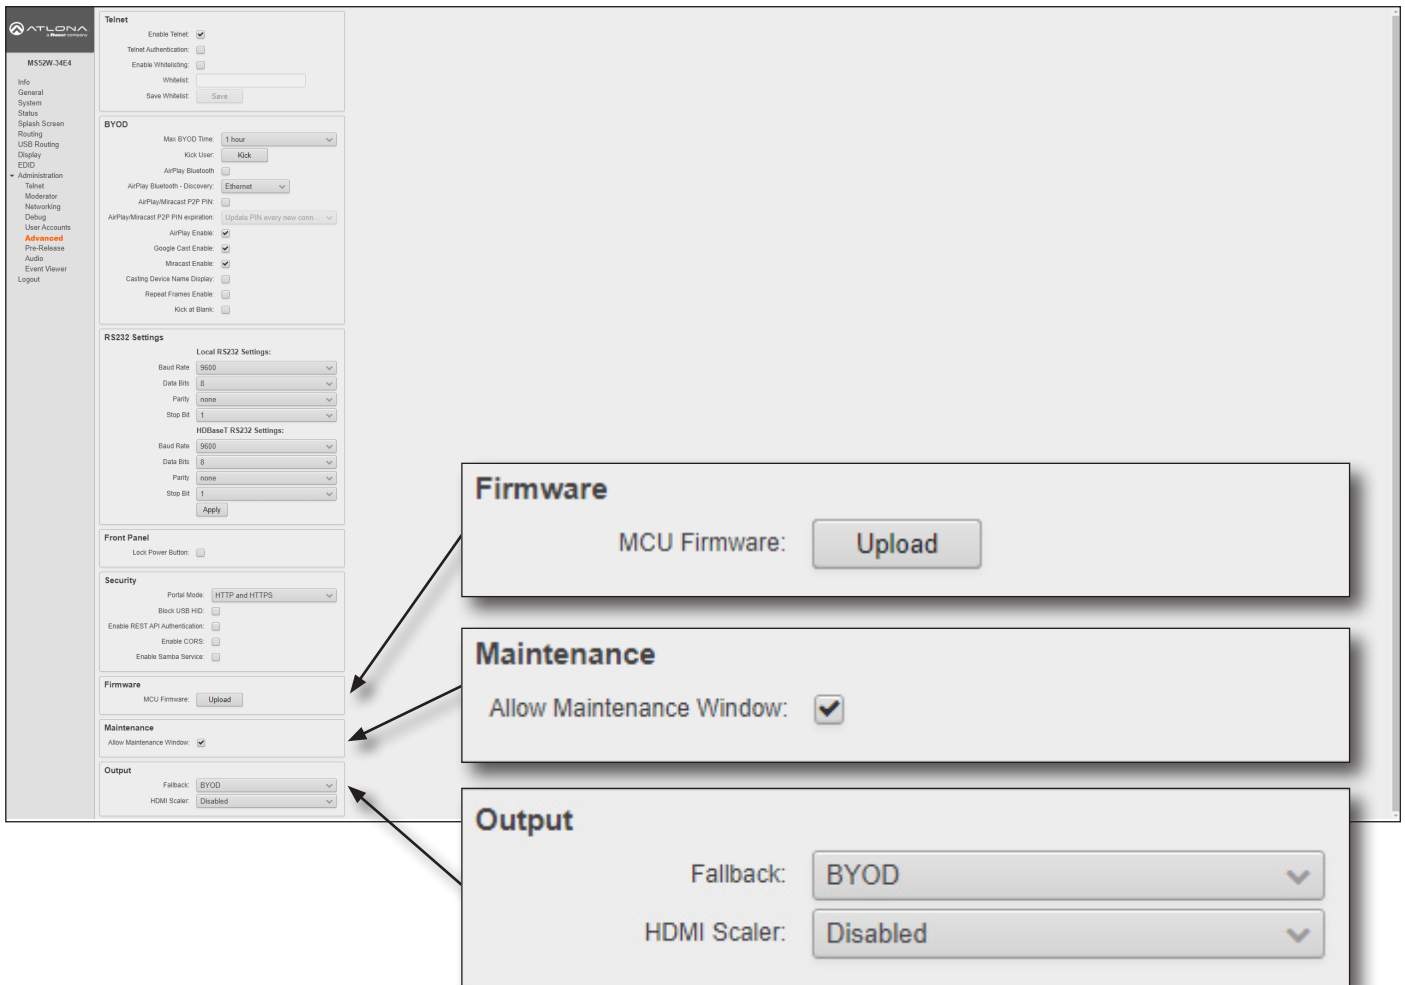 ATLONA
a Panduit company
MS52W-34E4
Info
General
System
Status
Splash Screen
Routing
USB Routing
Display
EDID
Administration
Telnet
Moderator
Networking
Debug
User Accounts
Advanced
Pre-Release
Audio
Event Viewer
Logout
Telnet
Enable Telnet:
Telnet Authentication:
Enable Whitelisting:
Whitelist:
Save Whitelist: Save
BYOD
Max BYOD Time: 1 hour
Kick User: Kick
AirPlay Bluetooth
AirPlay Bluetooth - Discovery: Ethernet
AirPlay/Miracast P2P PIN:
AirPlay/Miracast P2P PIN expiration: Update PIN every new conn...
AirPlay Enable:
Google Cast Enable:
Miracast Enable:
Casting Device Name Display:
Repeat Frames Enable:
Kick at Blank:
RS232 Settings
Local RS232 Settings:
Baud Rate 9600
Data Bits 8
Parity none
Stop Bit 1
HDBaseT RS232 Settings:
Baud Rate 9600
Data Bits 8
Parity none
Stop Bit 1
Apply
Front Panel
Lock Power Button:
Security
Portal Mode: HTTP and HTTPS
Block USB HID:
Enable REST API Authentication:
Enable CORS:
Enable Samba Service:
Firmware
MCU Firmware: Upload
Maintenance
Allow Maintenance Window:
Output
Fallback: BYOD
HDMI Scaler: Disabled
Firmware
MCU Firmware: Upload
Maintenance
Allow Maintenance Window:
Output
Fallback: BYOD
HDMI Scaler: Disabled